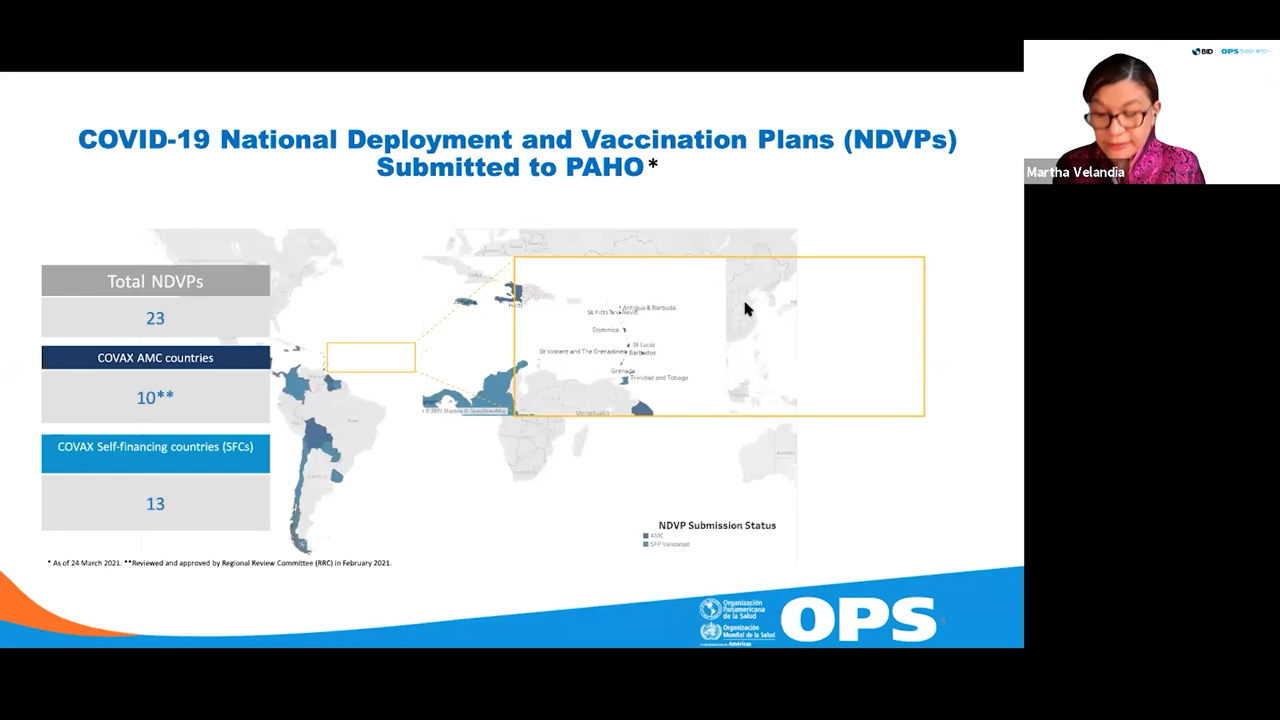 COVID-19 National Deployment and Vaccination Plans (NDVPs)
Submitted to PAHO*
BID OPS
Martha Velandia
Total NDVPs
23
COVAX AMC countries
10**
COVAX Self-financing countries (SFCs)
13
Antigua & Barbuda
St Kitts and Nevis
Dominica
St Lucia
St Vincent and The Grenadines
Barbados
Grenada
Trinidad and Tobago
Venezuela
NDVP Submission Status
AMC
SFP Validated
* As of 24 March 2021. **Reviewed and approved by Regional Review Committee (RRC) in February 2021.
Organización
Panamericana
de la Salud
Organización
Mundial de la Salud
Américas
OPS